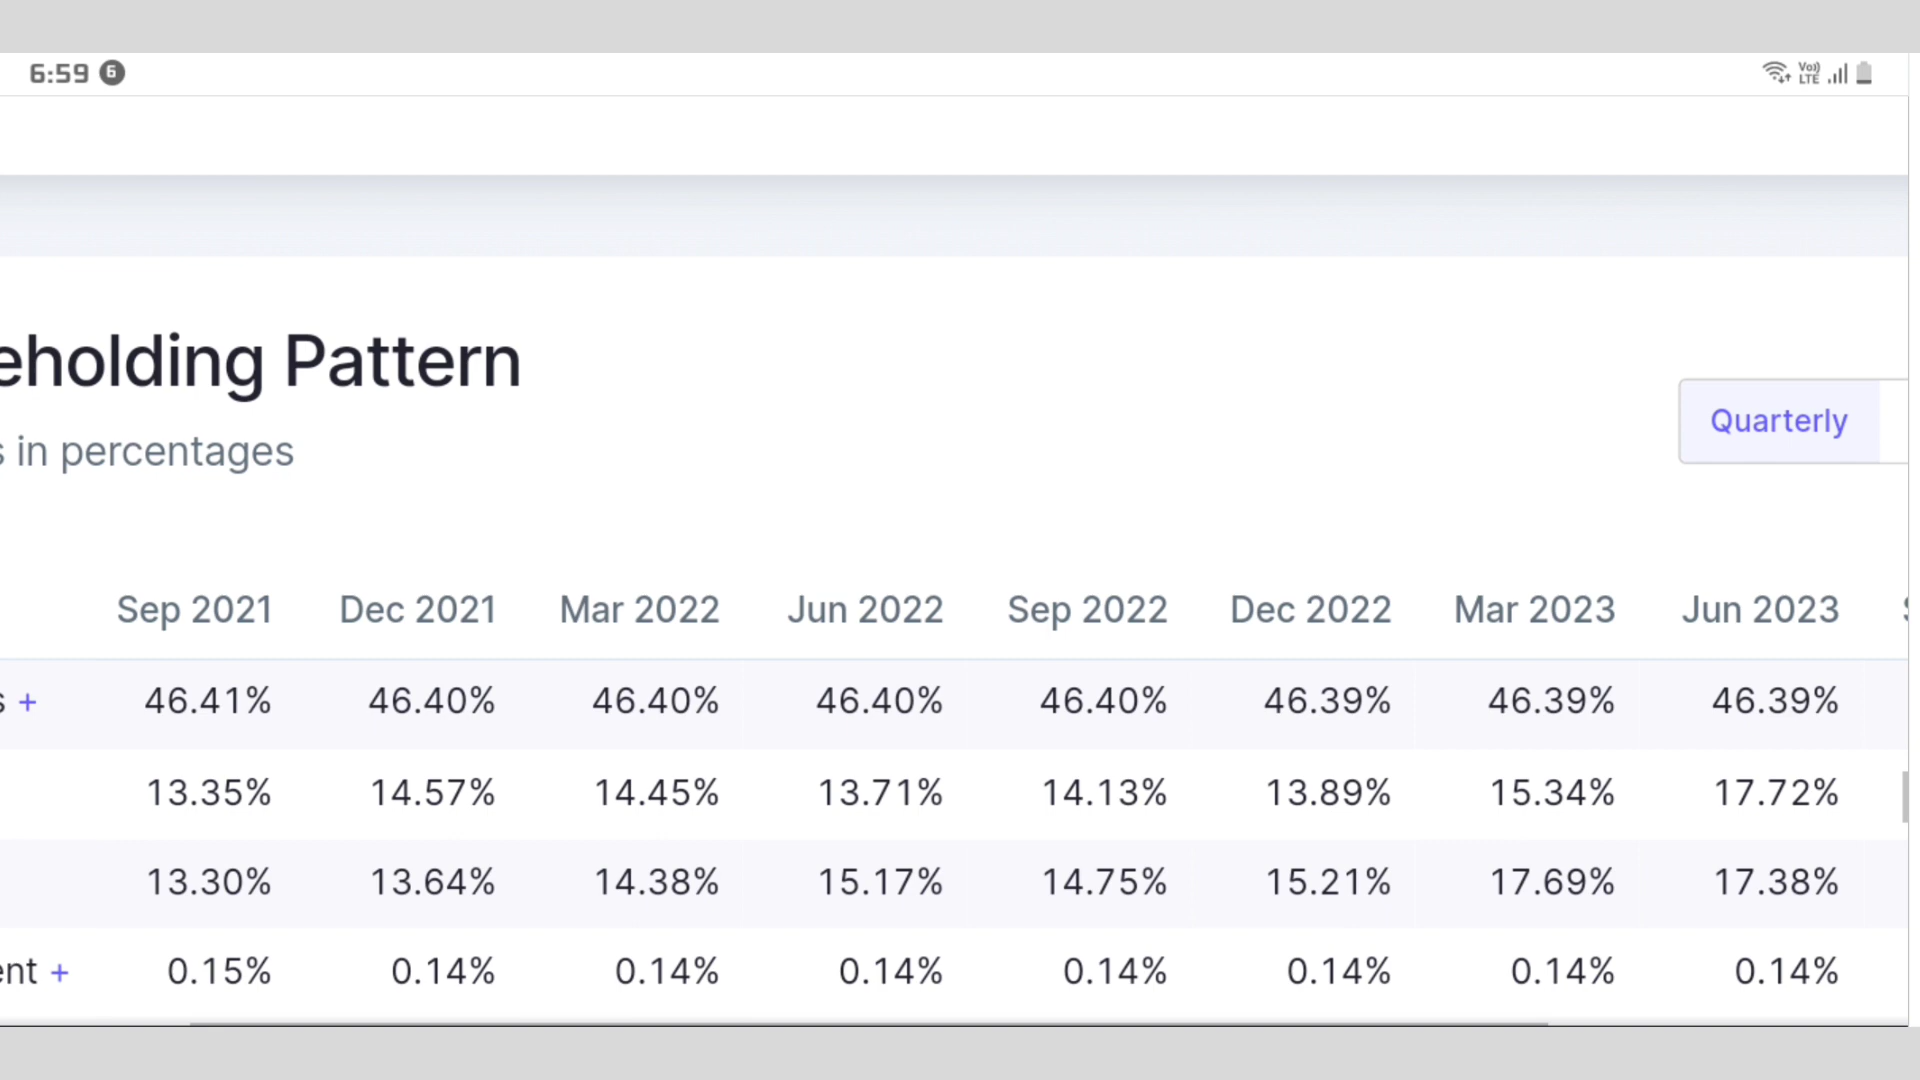 6:59 6 Vo)) LTE
eholding Pattern
s in percentages
Quarterly
Sep 2021 Dec 2021 Mar 2022 Jun 2022 Sep 2022 Dec 2022 Mar 2023 Jun 2023
s + 46.41% 46.40% 46.40% 46.40% 46.40% 46.39% 46.39% 46.39%
13.35% 14.57% 14.45% 13.71% 14.13% 13.89% 15.34% 17.72%
13.30% 13.64% 14.38% 15.17% 14.75% 15.21% 17.69% 17.38%
ent + 0.15% 0.14% 0.14% 0.14% 0.14% 0.14% 0.14% 0.14%